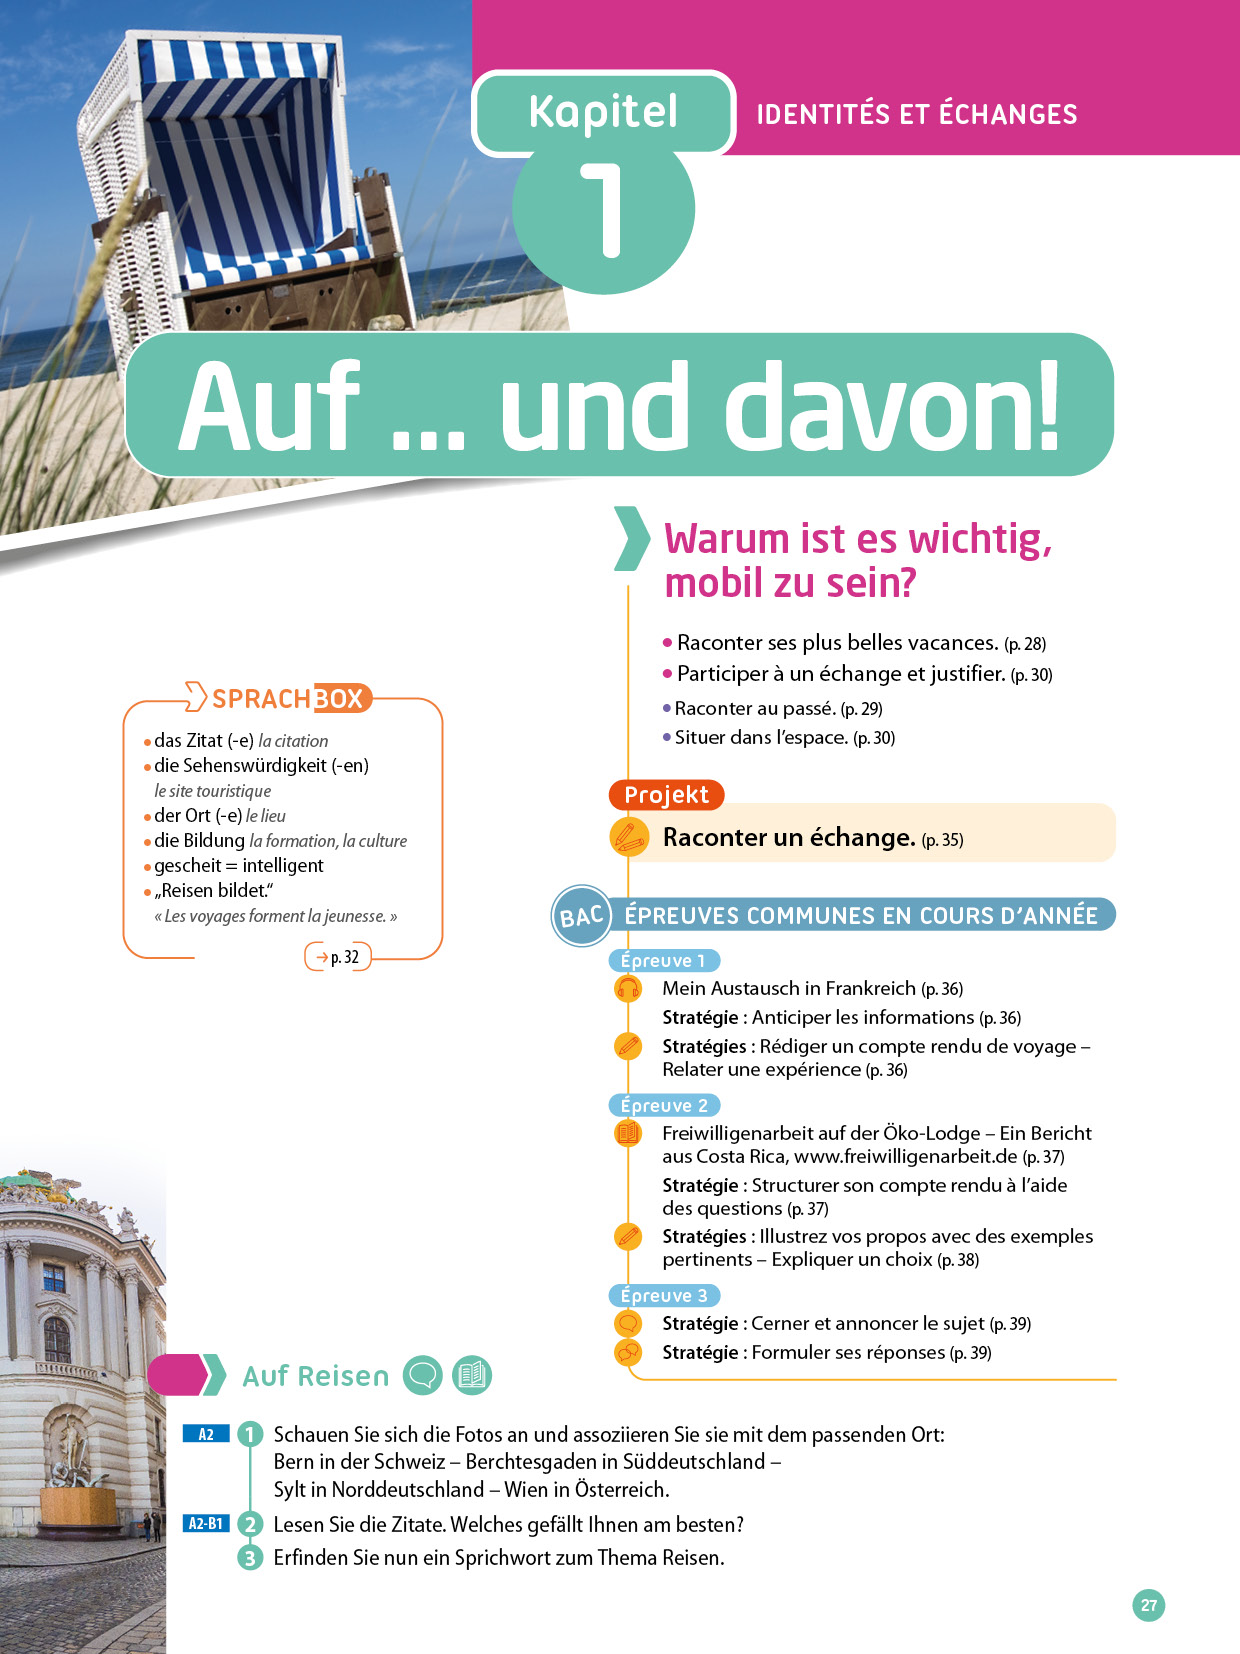 Kapitel
1
IDENTITÉS ET ÉCHANGES
Auf ... und davon!
Warum ist es wichtig,
mobil zu sein?
• Raconter ses plus belles vacances. (p. 28)
• Participer à un échange et justifier. (p. 30)
• Raconter au passé. (p. 29)
• Situer dans l'espace. (p. 30)
SPRACHBOX
• das Zitat (-e) la citation
• die Sehenswürdigkeit (-en)
le site touristique
• der Ort (-e) le lieu
• die Bildung la formation, la culture
• gescheit = intelligent
• „Reisen bildet.“
« Les voyages forment la jeunesse. »
→ p. 32
Projekt
Raconter un échange. (p. 35)
BAC
ÉPREUVES COMMUNES EN COURS D'ANNÉE
Épreuve 1
Mein Austausch in Frankreich (p. 36)
Stratégie : Anticiper les informations (p. 36)
Stratégies : Rédiger un compte rendu de voyage –
Relater une expérience (p. 36)
Épreuve 2
Freiwilligenarbeit auf der Öko-Lodge – Ein Bericht
aus Costa Rica, www.freiwilligenarbeit.de (p. 37)
Stratégie : Structurer son compte rendu à l'aide
des questions (p. 37)
Stratégies : Illustrez vos propos avec des exemples
pertinents – Expliquer un choix (p. 38)
Épreuve 3
Stratégie : Cerner et annoncer le sujet (p. 39)
Stratégie : Formuler ses réponses (p. 39)
Auf Reisen
A2 1 Schauen Sie sich die Fotos an und assoziieren Sie sie mit dem passenden Ort:
Bern in der Schweiz – Berchtesgaden in Süddeutschland –
Sylt in Norddeutschland – Wien in Österreich.
A2-B1 2 Lesen Sie die Zitate. Welches gefällt Ihnen am besten?
3 Erfinden Sie nun ein Sprichwort zum Thema Reisen.
27